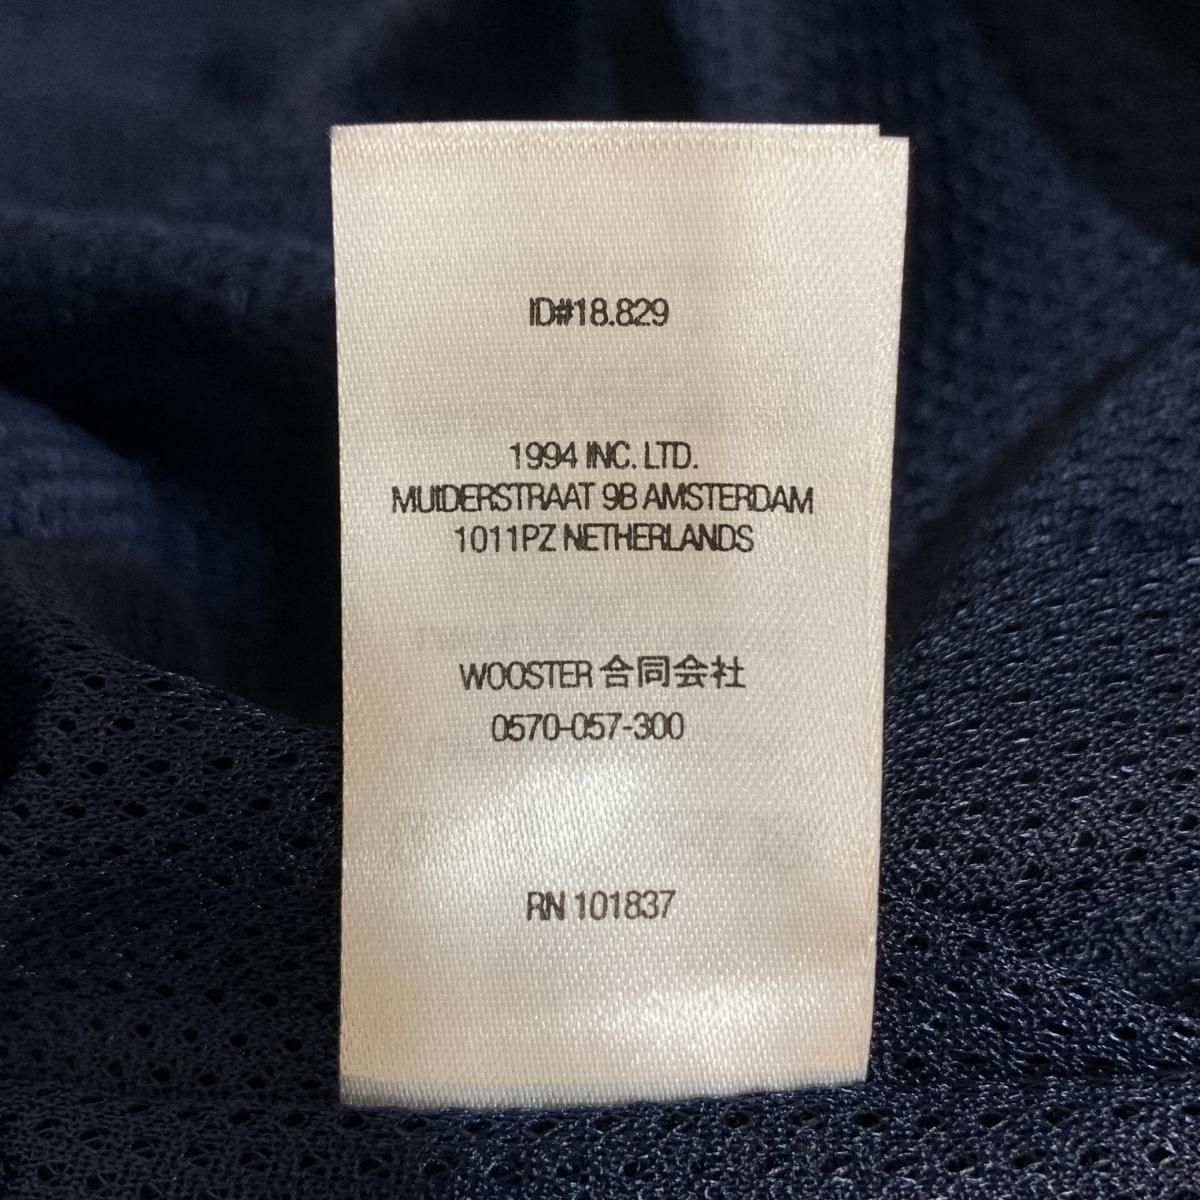 ID#18.829
1994 INC. LTD.
MUIDERSTRAAT 9B AMSTERDAM
1011PZ NETHERLANDS
WOOSTER 合同会社
0570-057-300
RN 101837